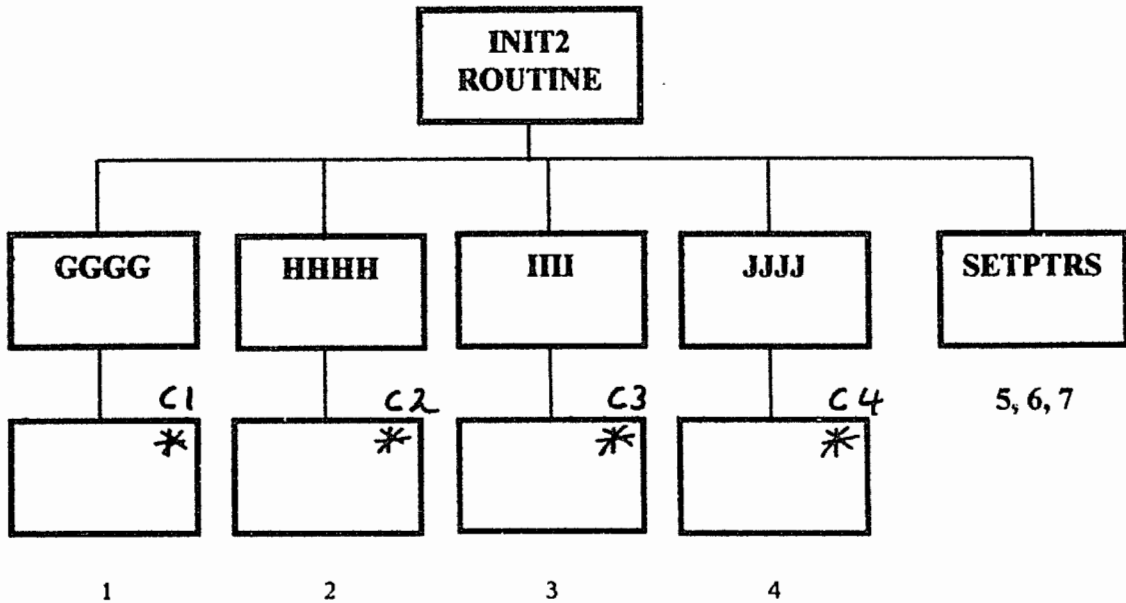 INIT2
ROUTINE
GGGG
HHHH
IIII
JJJJ
SETPTRS
C1
C2
C3
C4
5, 6, 7
*
*
*
*
1
2
3
4